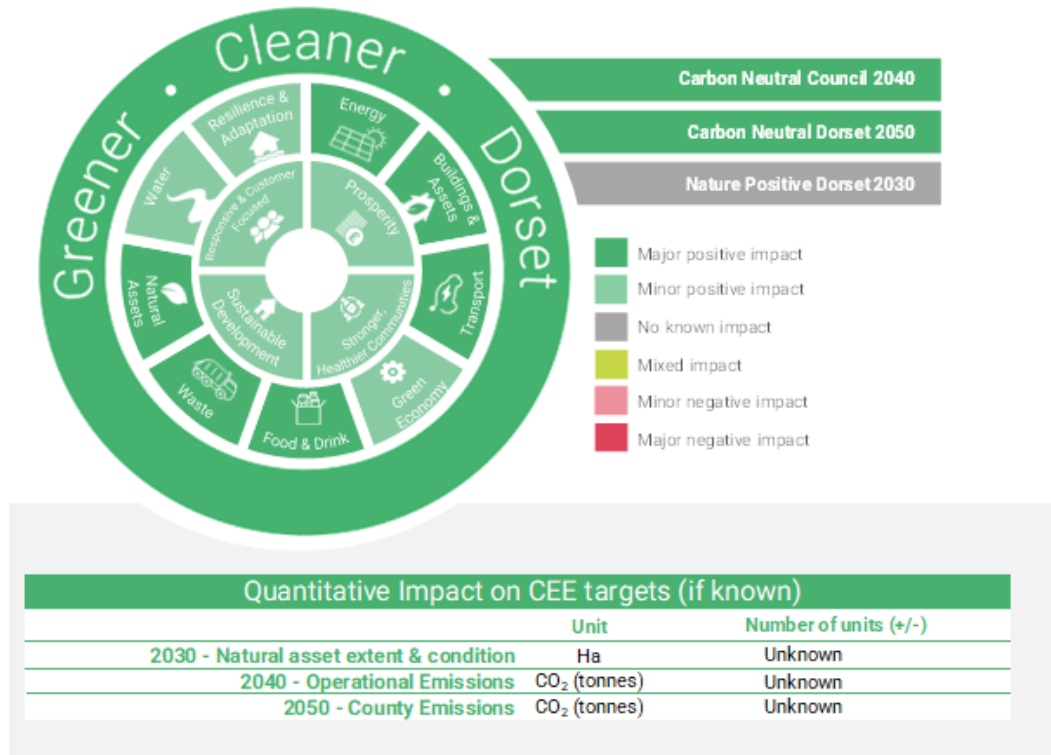 Greener • Cleaner • Dorset
Resilience &
Adaptation
Energy
Buildings &
Assets
Transport
Green
Economy
Food & Drink
Waste
Natural
Assets
Water
Responsive & Customer
Focused
Prosperity
Stronger,
Healthier Communities
Sustainable
Development
Carbon Neutral Council 2040
Carbon Neutral Dorset 2050
Nature Positive Dorset 2030
Major positive impact
Minor positive impact
No known impact
Mixed impact
Minor negative impact
Major negative impact
Quantitative Impact on CEE targets (if known)
Unit Number of units (+/-)
2030 - Natural asset extent & condition Ha Unknown
2040 - Operational Emissions CO₂ (tonnes) Unknown
2050 - County Emissions CO₂ (tonnes) Unknown